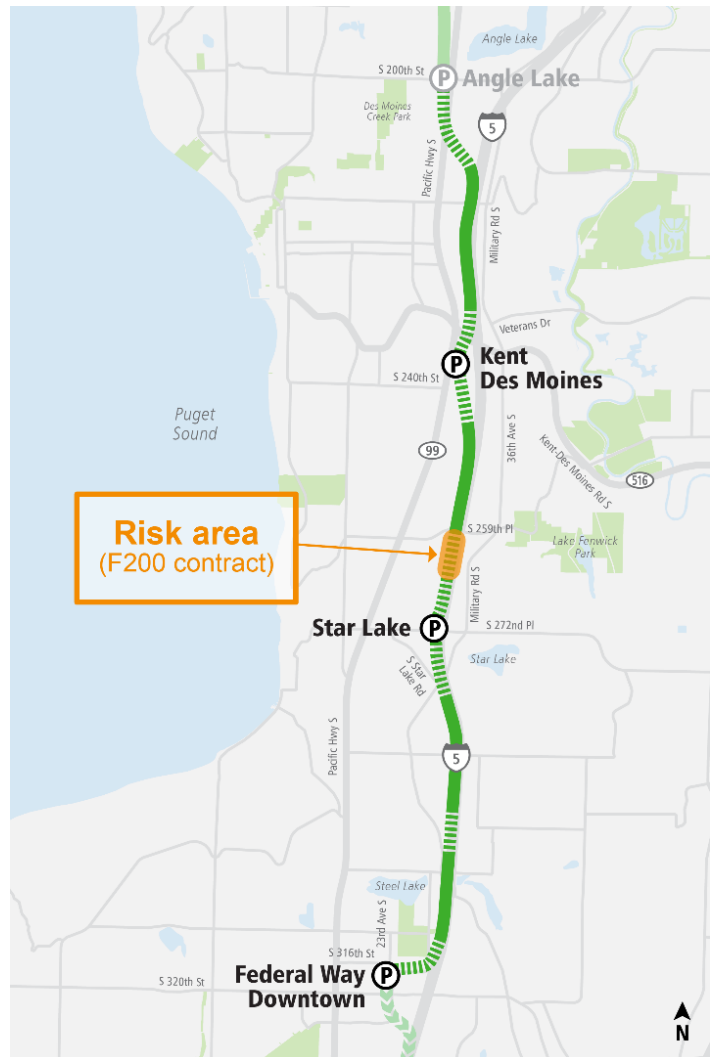 Angle Lake
S 200th St
P Angle Lake
Des Moines
Creek Park
5
Pacific Hwy S
Military Rd S
Veterans Dr
P
Kent
Des Moines
S 240th St
Puget
Sound
36th Ave S
99
Kent-Des Moines Rd S
516
Risk area
(F200 contract)
S 259th Pl
Lake Fenwick
Park
Military Rd S
Star Lake P
S 272nd Pl
Star Lake
S Star
Lake Rd
Pacific Hwy S
5
Steel Lake
23rd Ave S
S 316th St
S 320th St
Federal Way
Downtown
P
N